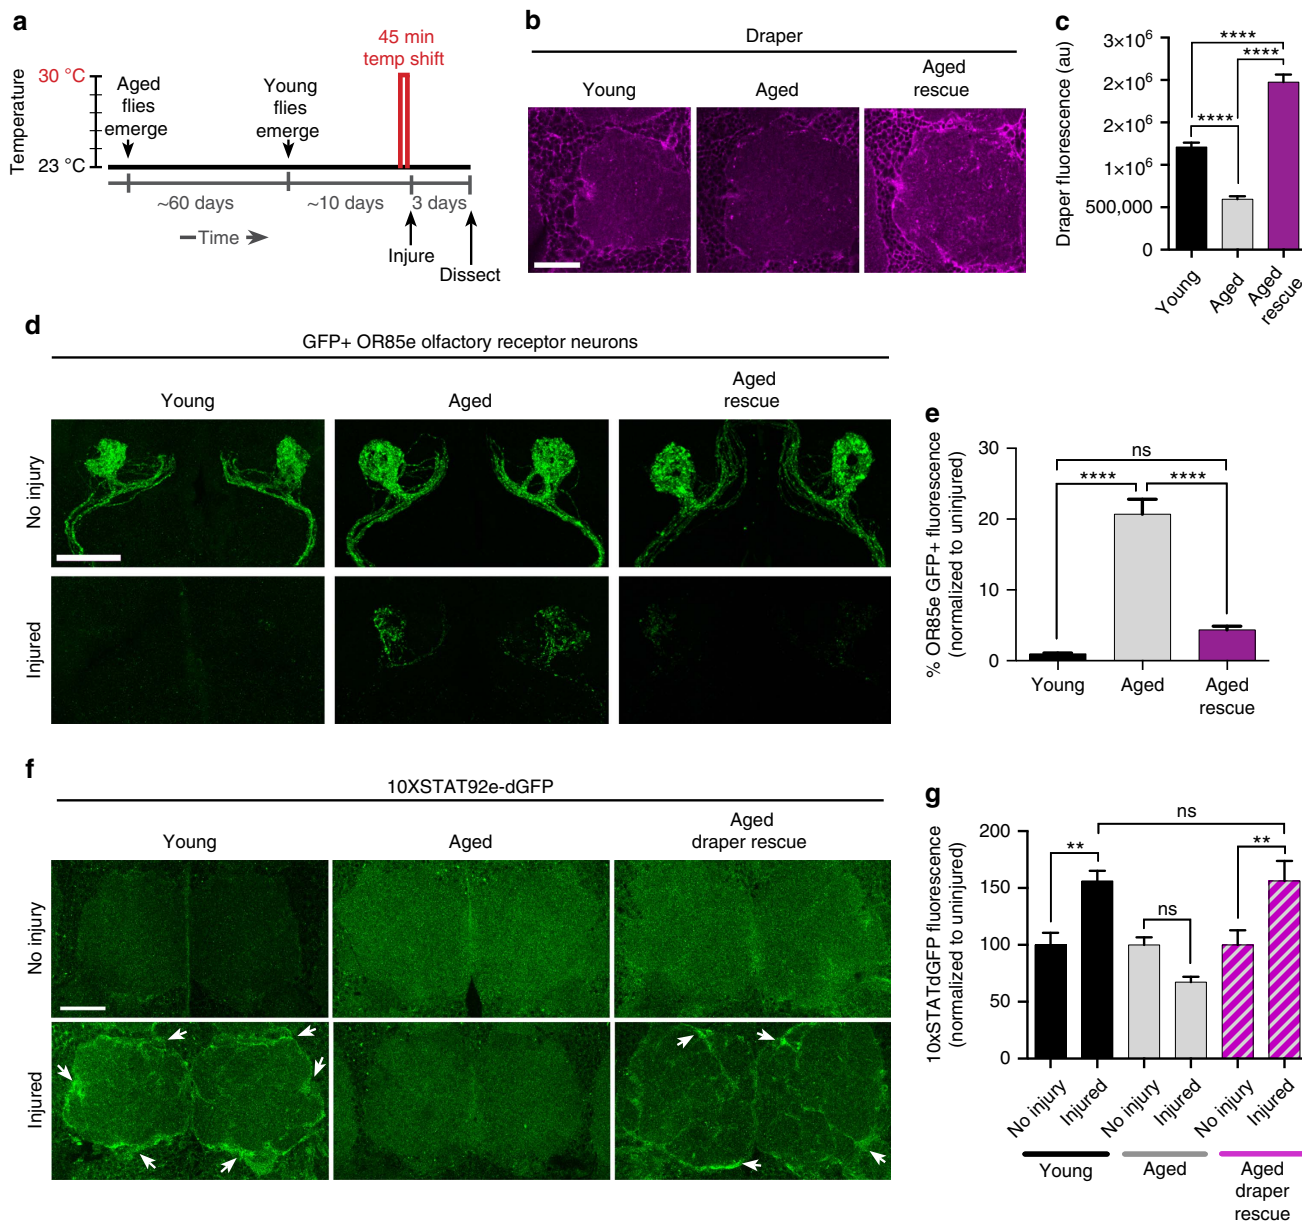 a
45 min
temp shift
Temperature
30 °C
23 °C
Aged
flies
emerge
Young
flies
emerge
~60 days
~10 days
3 days
Time
Injure
Dissect
b
Draper
Young
Aged
Aged
rescue
c
Draper fluorescence (au)
3×10⁶
2×10⁶
2×10⁶
1×10⁶
500,000
0
****
****
****
Young
Aged
Aged
rescue
d
GFP+ OR85e olfactory receptor neurons
Young
Aged
Aged
rescue
No injury
Injured
e
% OR85e GFP+ fluorescence
(normalized to uninjured)
30
20
10
0
ns
****
****
Young
Aged
Aged
rescue
f
10XSTAT92e-dGFP
Young
Aged
Aged
draper rescue
No injury
Injured
g
10xSTATdGFP fluorescence
(normalized to uninjured)
200
150
100
50
0
ns
**
ns
**
No injury
Injured
No injury
Injured
No injury
Injured
Young
Aged
Aged
draper
rescue